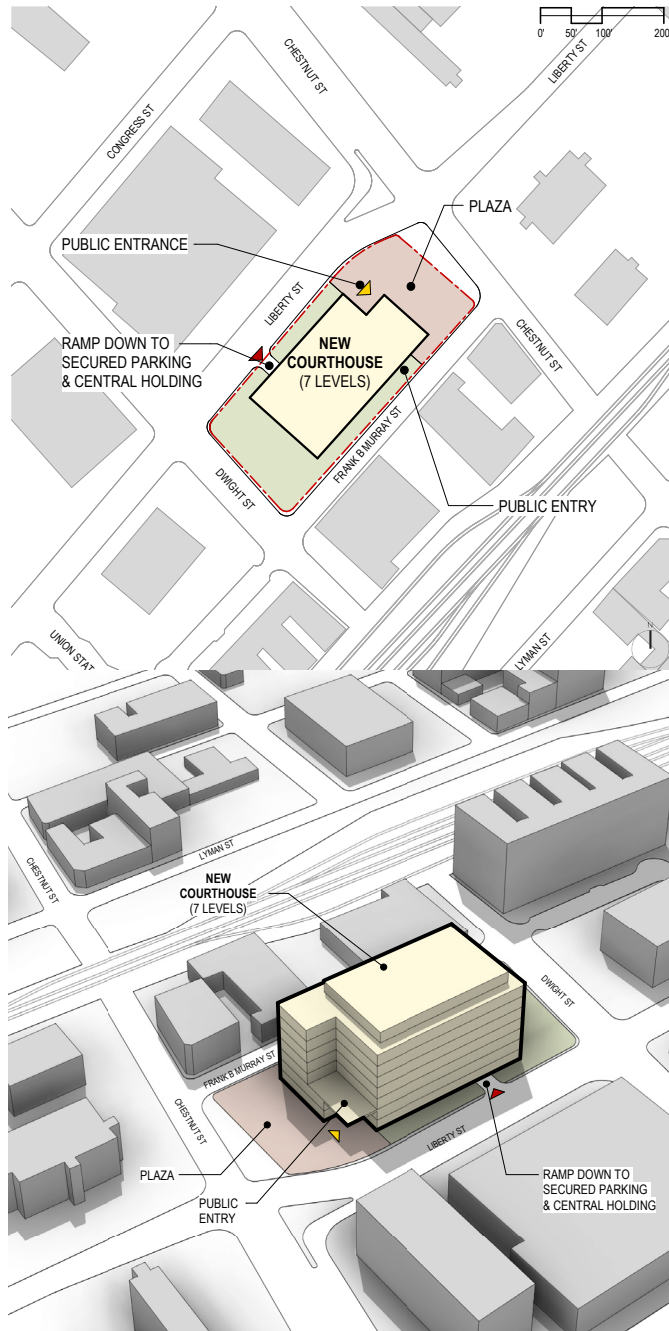 0' 50' 100' 200
CHESTNUT ST
LIBERTY ST
CONGRESS ST
PLAZA
PUBLIC ENTRANCE
LIBERTY ST
RAMP DOWN TO
SECURED PARKING
& CENTRAL HOLDING
NEW
COURTHOUSE
(7 LEVELS)
CHESTNUT ST
FRANK B MURRAY ST
DWIGHT ST
PUBLIC ENTRY
UNION STAT
LYMAN ST
N
CHESTNUT ST
LYMAN ST
NEW
COURTHOUSE
(7 LEVELS)
DWIGHT ST
FRANK B MURRAY ST
CHESTNUT ST
LIBERTY ST
PLAZA
PUBLIC
ENTRY
RAMP DOWN TO
SECURED PARKING
& CENTRAL HOLDING